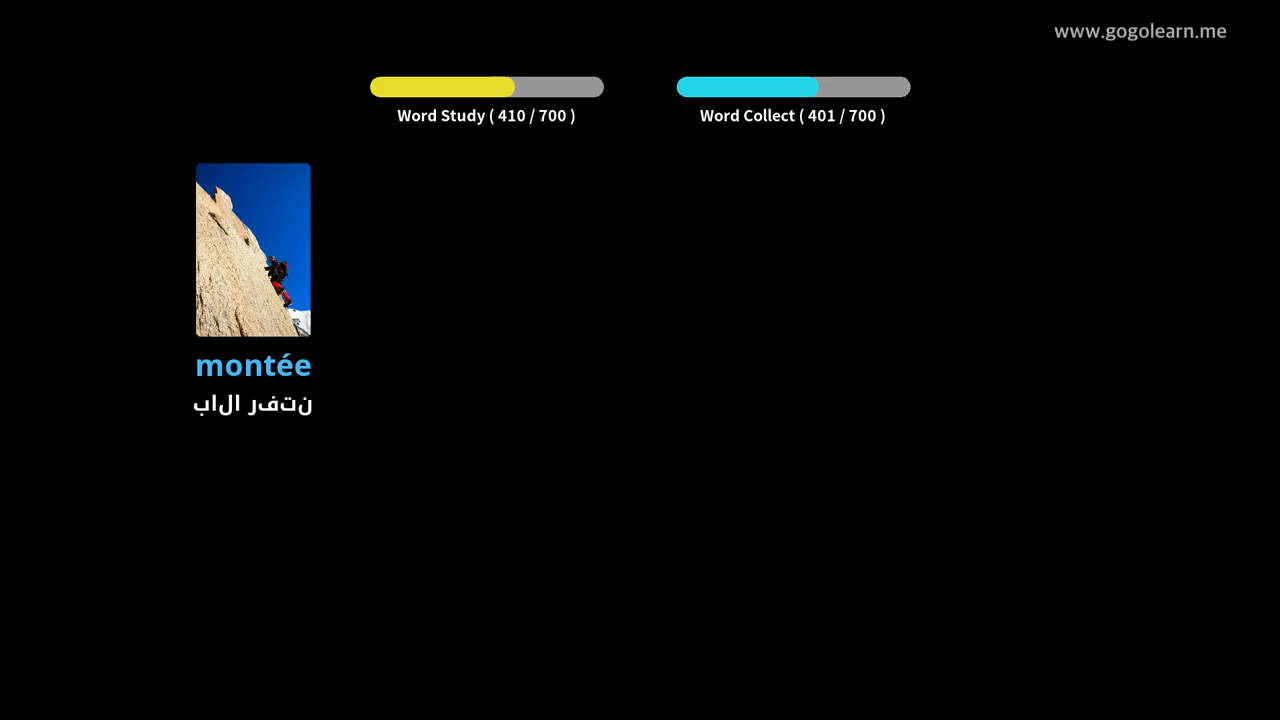 www.gogolearn.me
Word Study ( 410 / 700 )
Word Collect ( 401 / 700 )
montée
نتفر الاب